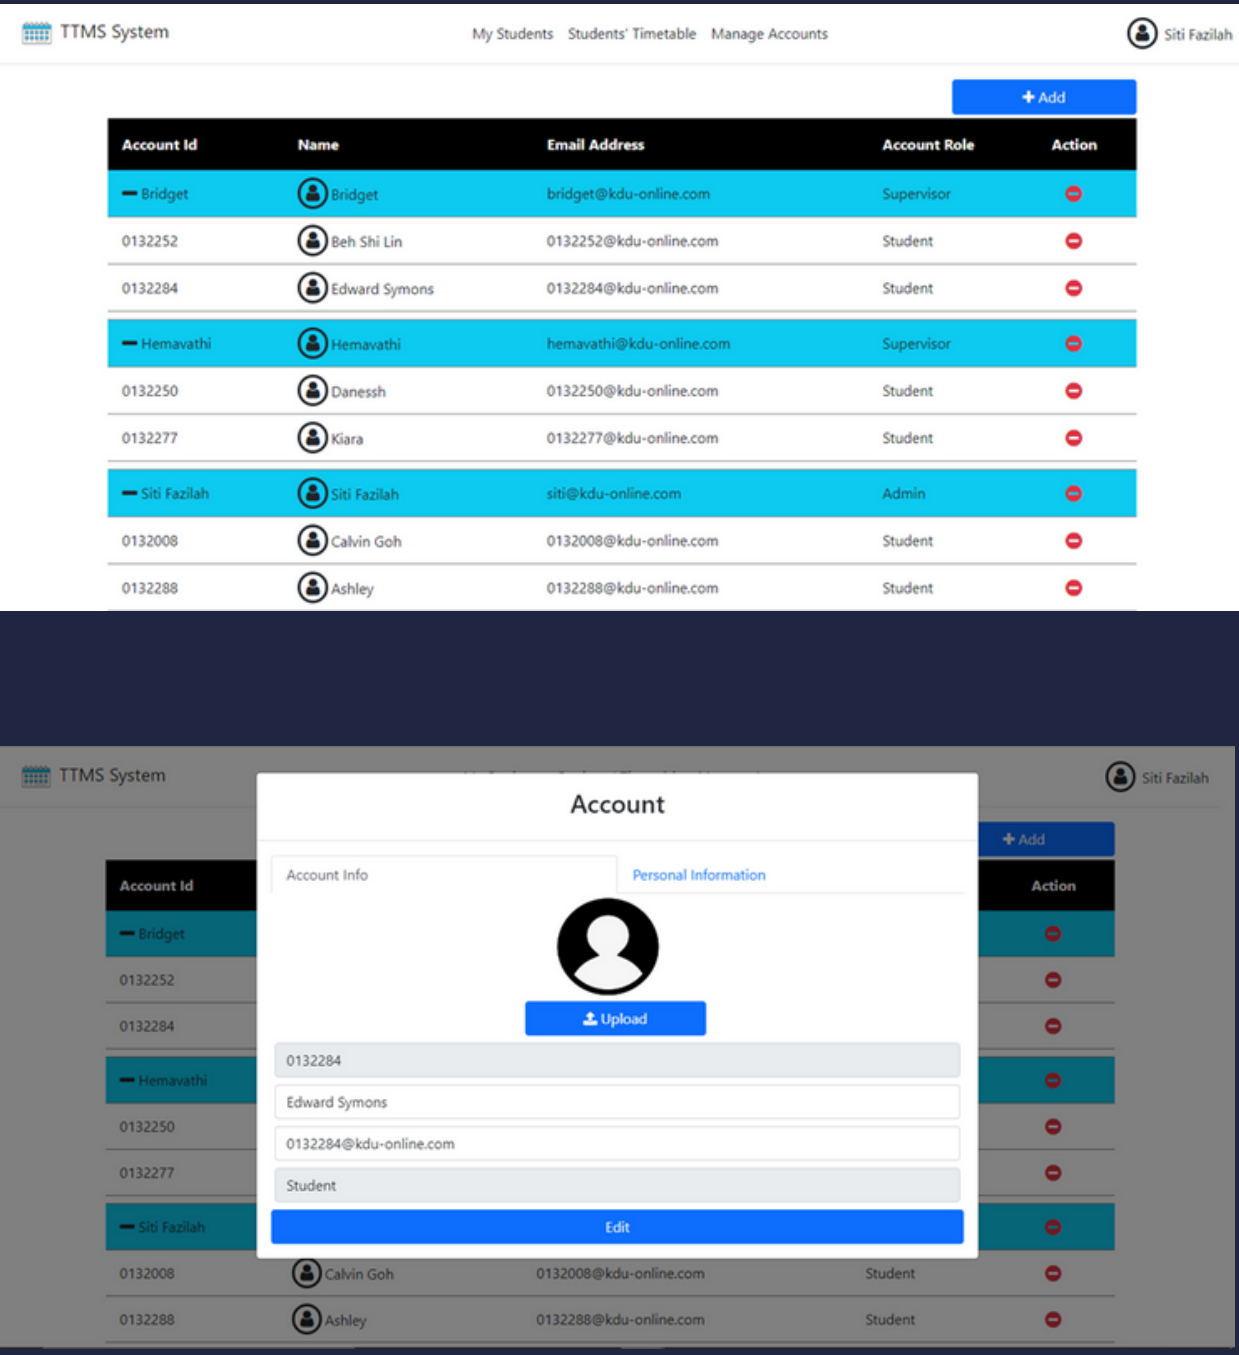 TTMS System My Students Students' Timetable Manage Accounts Siti Fazilah
+ Add
Account Id Name Email Address Account Role Action
Bridget Bridget bridget@kdu-online.com Supervisor
0132252 Beh Shi Lin 0132252@kdu-online.com Student
0132284 Edward Symons 0132284@kdu-online.com Student
Hemavathi Hemavathi hemavathi@kdu-online.com Supervisor
0132250 Danessh 0132250@kdu-online.com Student
0132277 Kiara 0132277@kdu-online.com Student
Siti Fazilah Siti Fazilah siti@kdu-online.com Admin
0132008 Calvin Goh 0132008@kdu-online.com Student
0132288 Ashley 0132288@kdu-online.com Student
TTMS System Siti Fazilah
Account
+ Add
Account Info Personal Information
Account Id Action
Bridget
0132252
Upload
0132284
0132284
Hemavathi
Edward Symons
0132250
0132284@kdu-online.com
0132277
Student
Siti Fazilah
Edit
0132008 Calvin Goh 0132008@kdu-online.com Student
0132288 Ashley 0132288@kdu-online.com Student